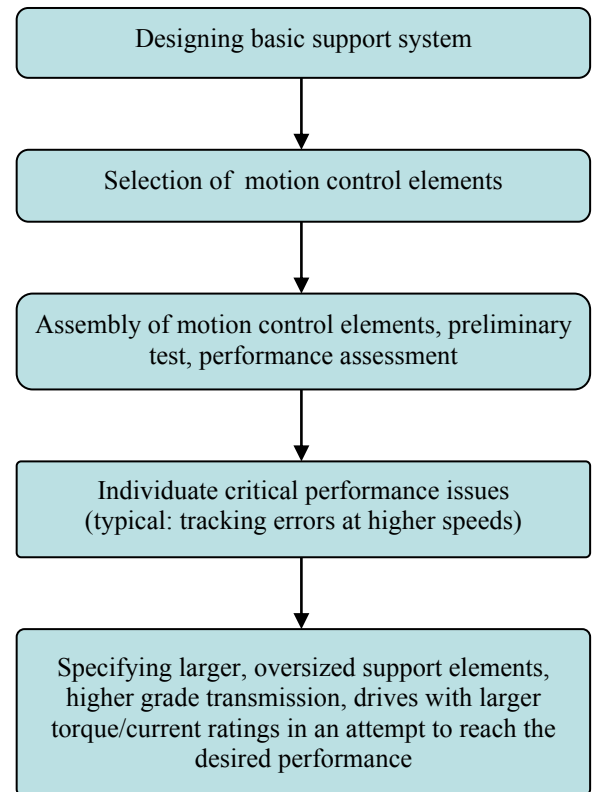 Designing basic support system
Selection of motion control elements
Assembly of motion control elements, preliminary
test, performance assessment
Individuate critical performance issues
(typical: tracking errors at higher speeds)
Specifying larger, oversized support elements,
higher grade transmission, drives with larger
torque/current ratings in an attempt to reach the
desired performance